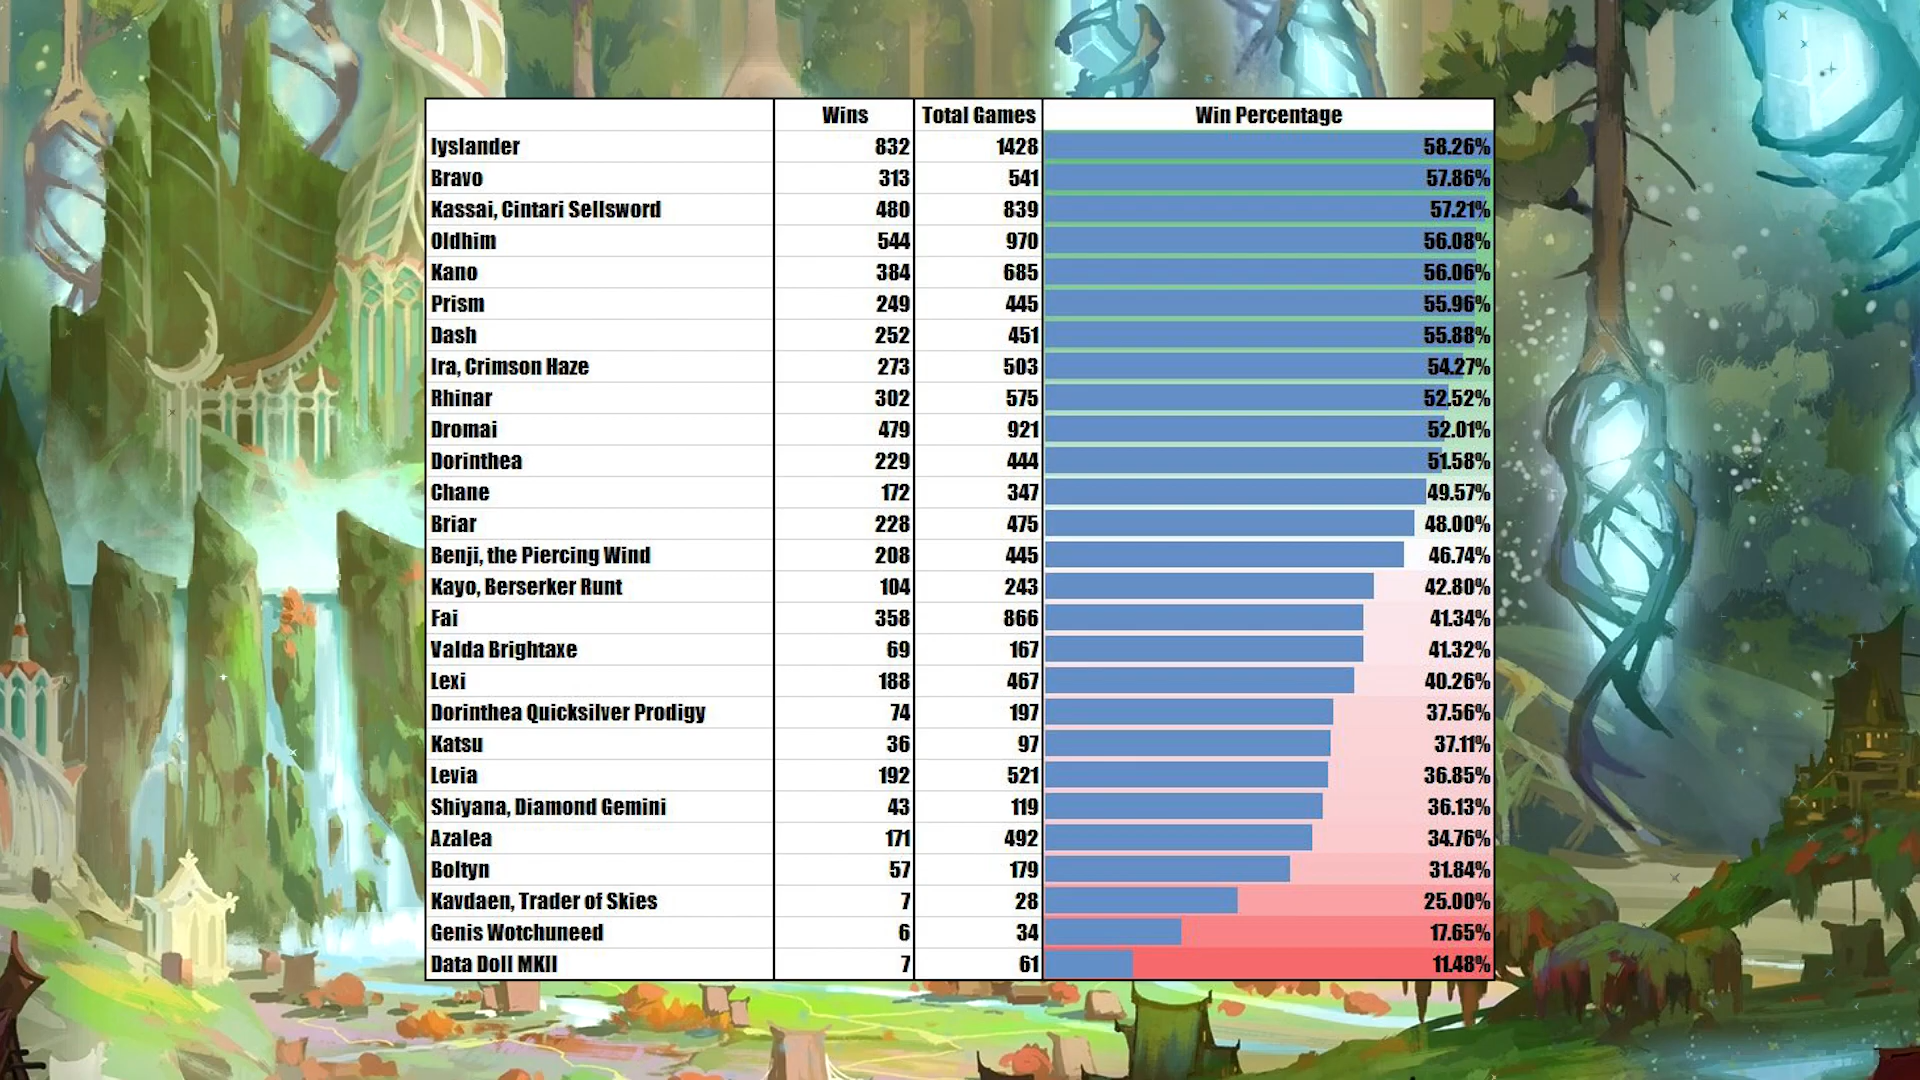 Wins Total Games Win Percentage
Iyslander 832 1428 58.26%
Bravo 313 541 57.86%
Kassai, Cintari Sellsword 480 839 57.21%
Oldhim 544 970 56.08%
Kano 384 685 56.06%
Prism 249 445 55.96%
Dash 252 451 55.88%
Ira, Crimson Haze 273 503 54.27%
Rhinar 302 575 52.52%
Dromai 479 921 52.01%
Dorinthea 229 444 51.58%
Chane 172 347 49.57%
Briar 228 475 48.00%
Benji, the Piercing Wind 208 445 46.74%
Kayo, Berserker Runt 104 243 42.80%
Fai 358 866 41.34%
Valda Brightaxe 69 167 41.32%
Lexi 188 467 40.26%
Dorinthea Quicksilver Prodigy 74 197 37.56%
Katsu 36 97 37.11%
Levia 192 521 36.85%
Shiyana, Diamond Gemini 43 119 36.13%
Azalea 171 492 34.76%
Boltyn 57 179 31.84%
Kavdaen, Trader of Skies 7 28 25.00%
Genis Wotchuneed 6 34 17.65%
Data Doll MKII 7 61 11.48%